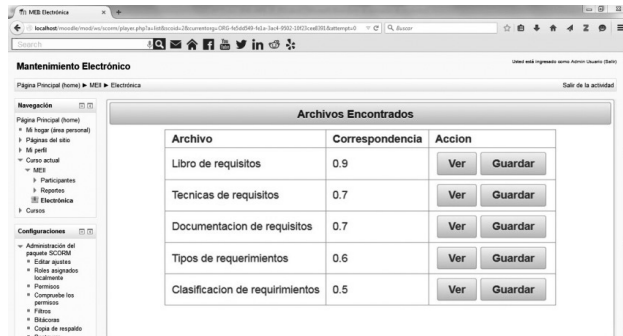 MEII: Electrónica
localhost/moodle/mod/scorm/player.php?a=
Buscar
Search
Mantenimiento Electrónico
Usted está ingresado como Admin Usuario (Salir)
Página Principal (home) ► MEII ► Electrónica
Salir de la actividad
Navegación
Página Principal (home)
Mi hogar (área personal)
Páginas del sitio
Mi perfil
Curso actual
MEII
Participantes
Reportes
Electrónica
Cursos
Configuraciones
Administración del
paquete SCORM
Editar ajustes
Roles asignados
localmente
Permisos
Compruebe los
permisos
Filtros
Bitácoras
Copia de respaldo
Archivos Encontrados
Archivo Correspondencia Accion
Libro de requisitos 0.9 Ver Guardar
Tecnicas de requisitos 0.7 Ver Guardar
Documentacion de requisitos 0.7 Ver Guardar
Tipos de requerimientos 0.6 Ver Guardar
Clasificacion de requirimientos 0.5 Ver Guardar